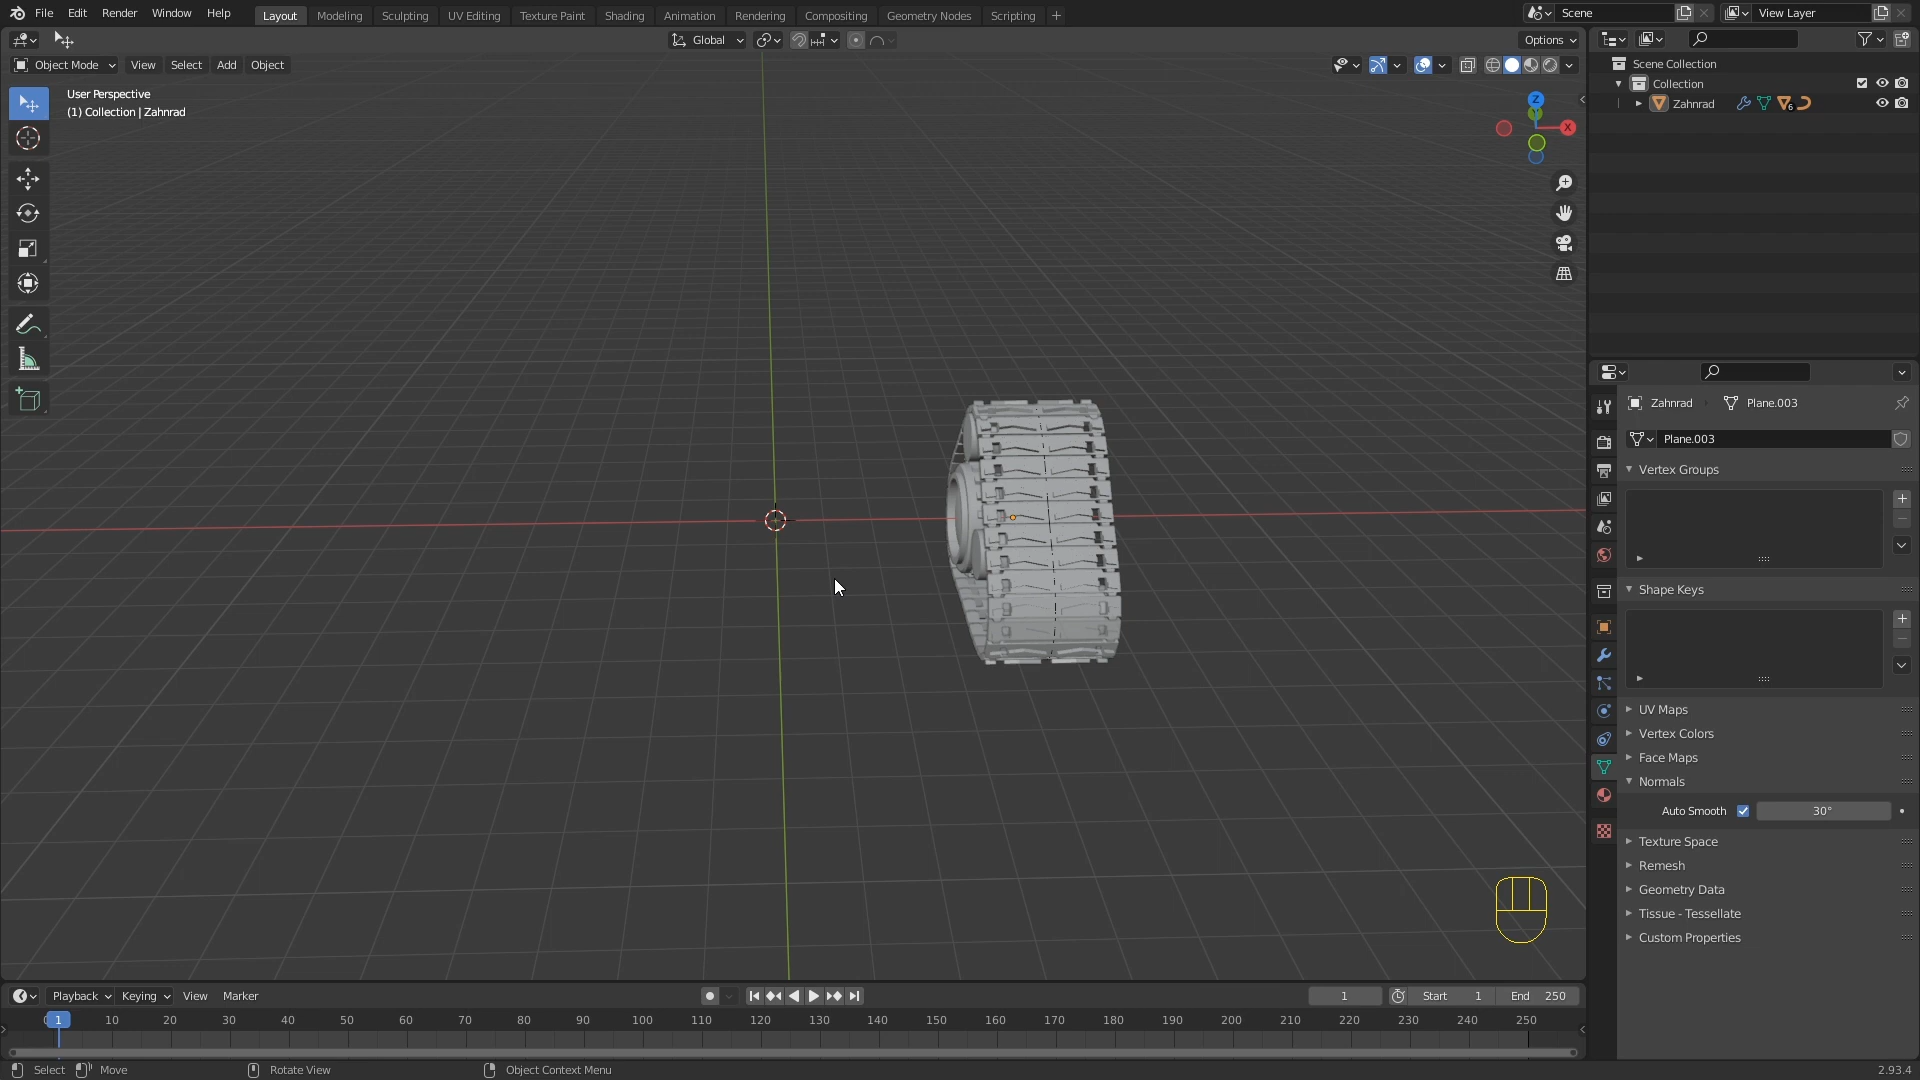 File Edit Render Window Help Layout Modeling Sculpting UV Editing Texture Paint Shading Animation Rendering Compositing Geometry Nodes Scripting + Scene View Layer
Global Options
Object Mode View Select Add Object
User Perspective
(1) Collection | Zahnrad
Z
X
Scene Collection
Collection
Zahnrad 6
Zahnrad Plane.003
Plane.003
Vertex Groups
Shape Keys
UV Maps
Vertex Colors
Face Maps
Normals
Auto Smooth 30°
Texture Space
Remesh
Geometry Data
Tissue - Tessellate
Custom Properties
Playback Keying View Marker 1 Start 1 End 250
1 10 20 30 40 50 60 70 80 90 100 110 120 130 140 150 160 170 180 190 200 210 220 230 240 250
Select Move Rotate View Object Context Menu 2.93.4